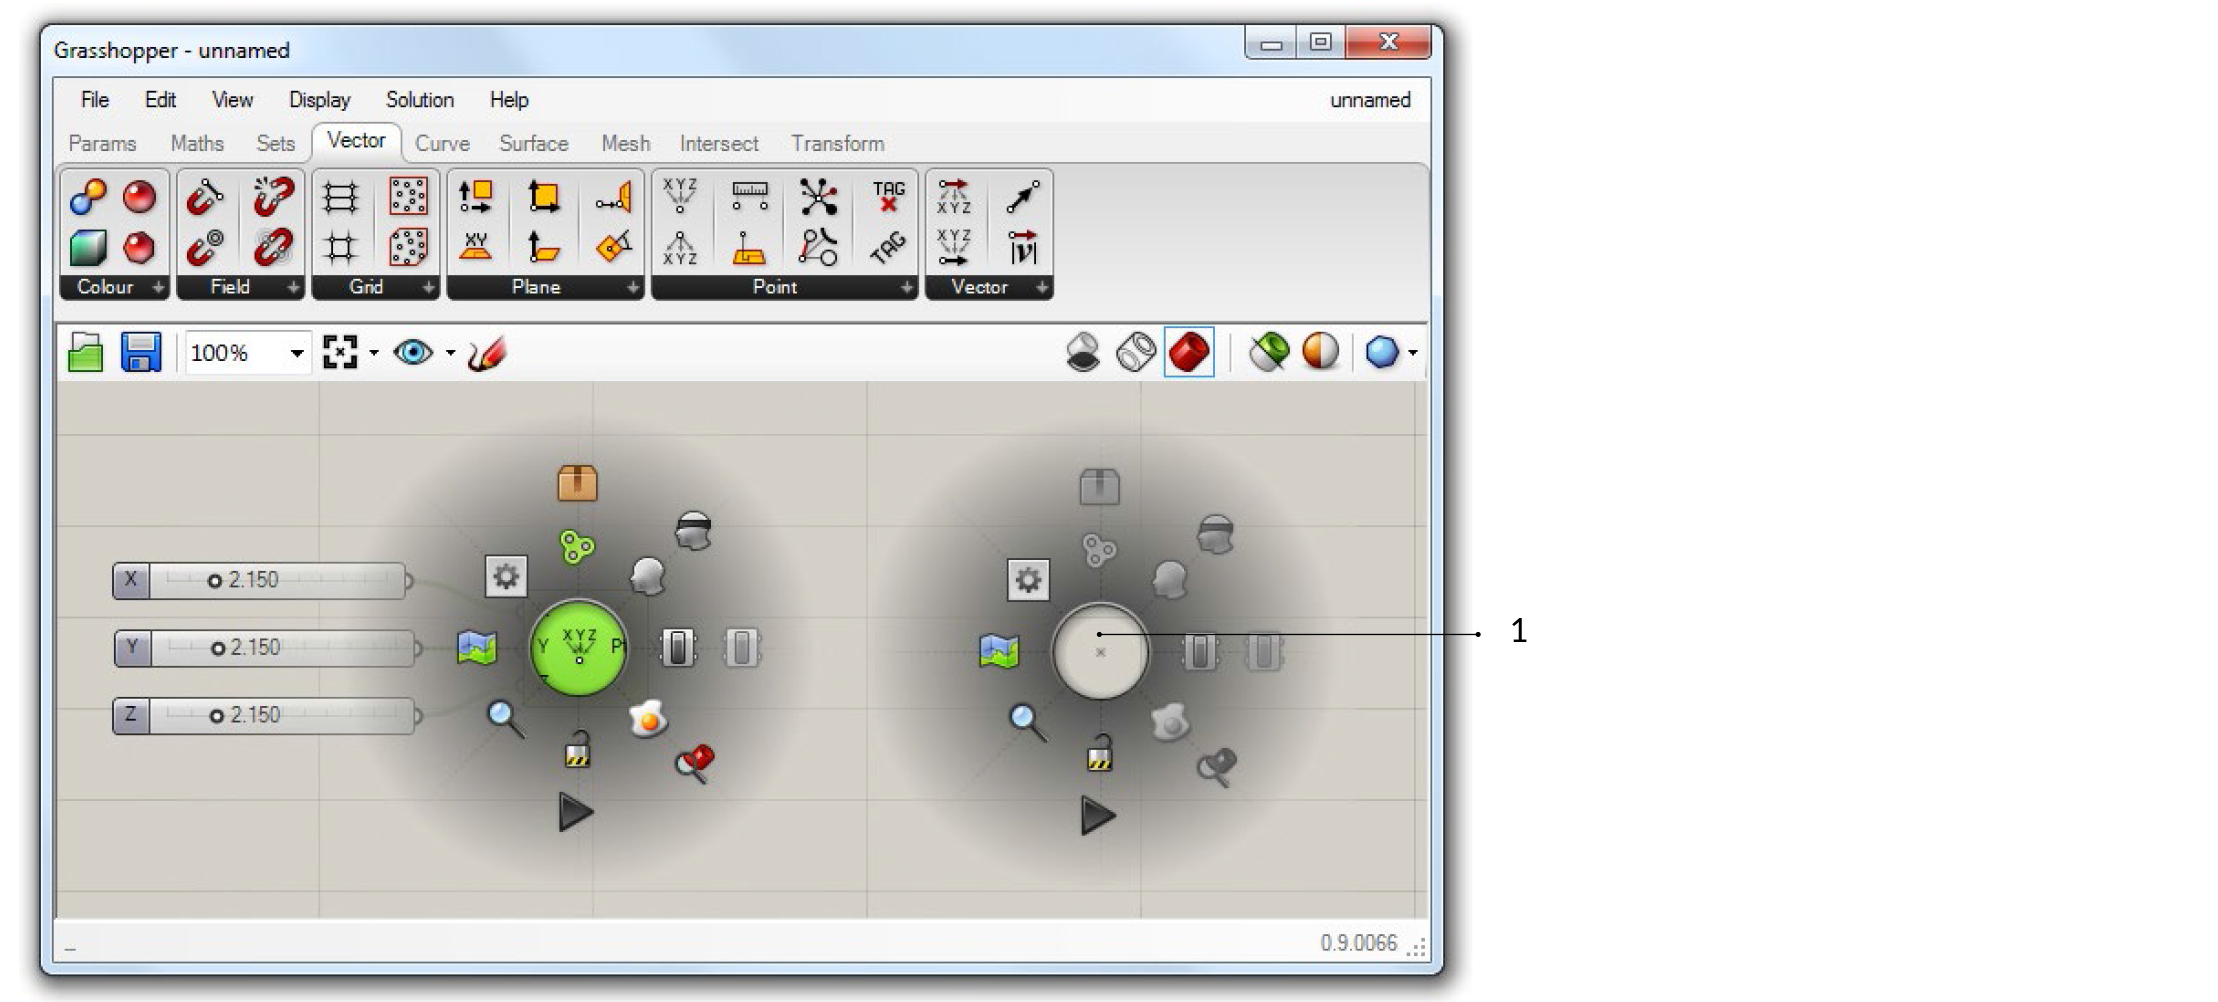 Grasshopper - unnamed
File Edit View Display Solution Help unnamed
Params Maths Sets Vector Curve Surface Mesh Intersect Transform
XYZ TAG XYZ
XY XYZ TAG XYZ |v|
Colour Field Grid Plane Point Vector
100%
X 2.150
Y 2.150
Z 2.150
XYZ
Y
1
0.9.0066